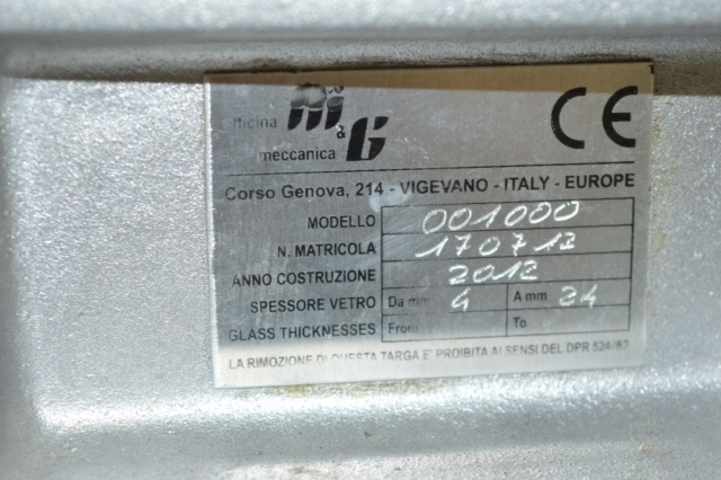 fficina M & G
meccanica
CE
Corso Genova, 214 - VIGEVANO - ITALY - EUROPE
MODELLO 001000
N. MATRICOLA 170712
ANNO COSTRUZIONE 2012
SPESSORE VETRO Da mm 4 A mm 24
GLASS THICKNESSES From To
LA RIMOZIONE DI QUESTA TARGA E' PROIBITA AI SENSI DEL DPR 524/82